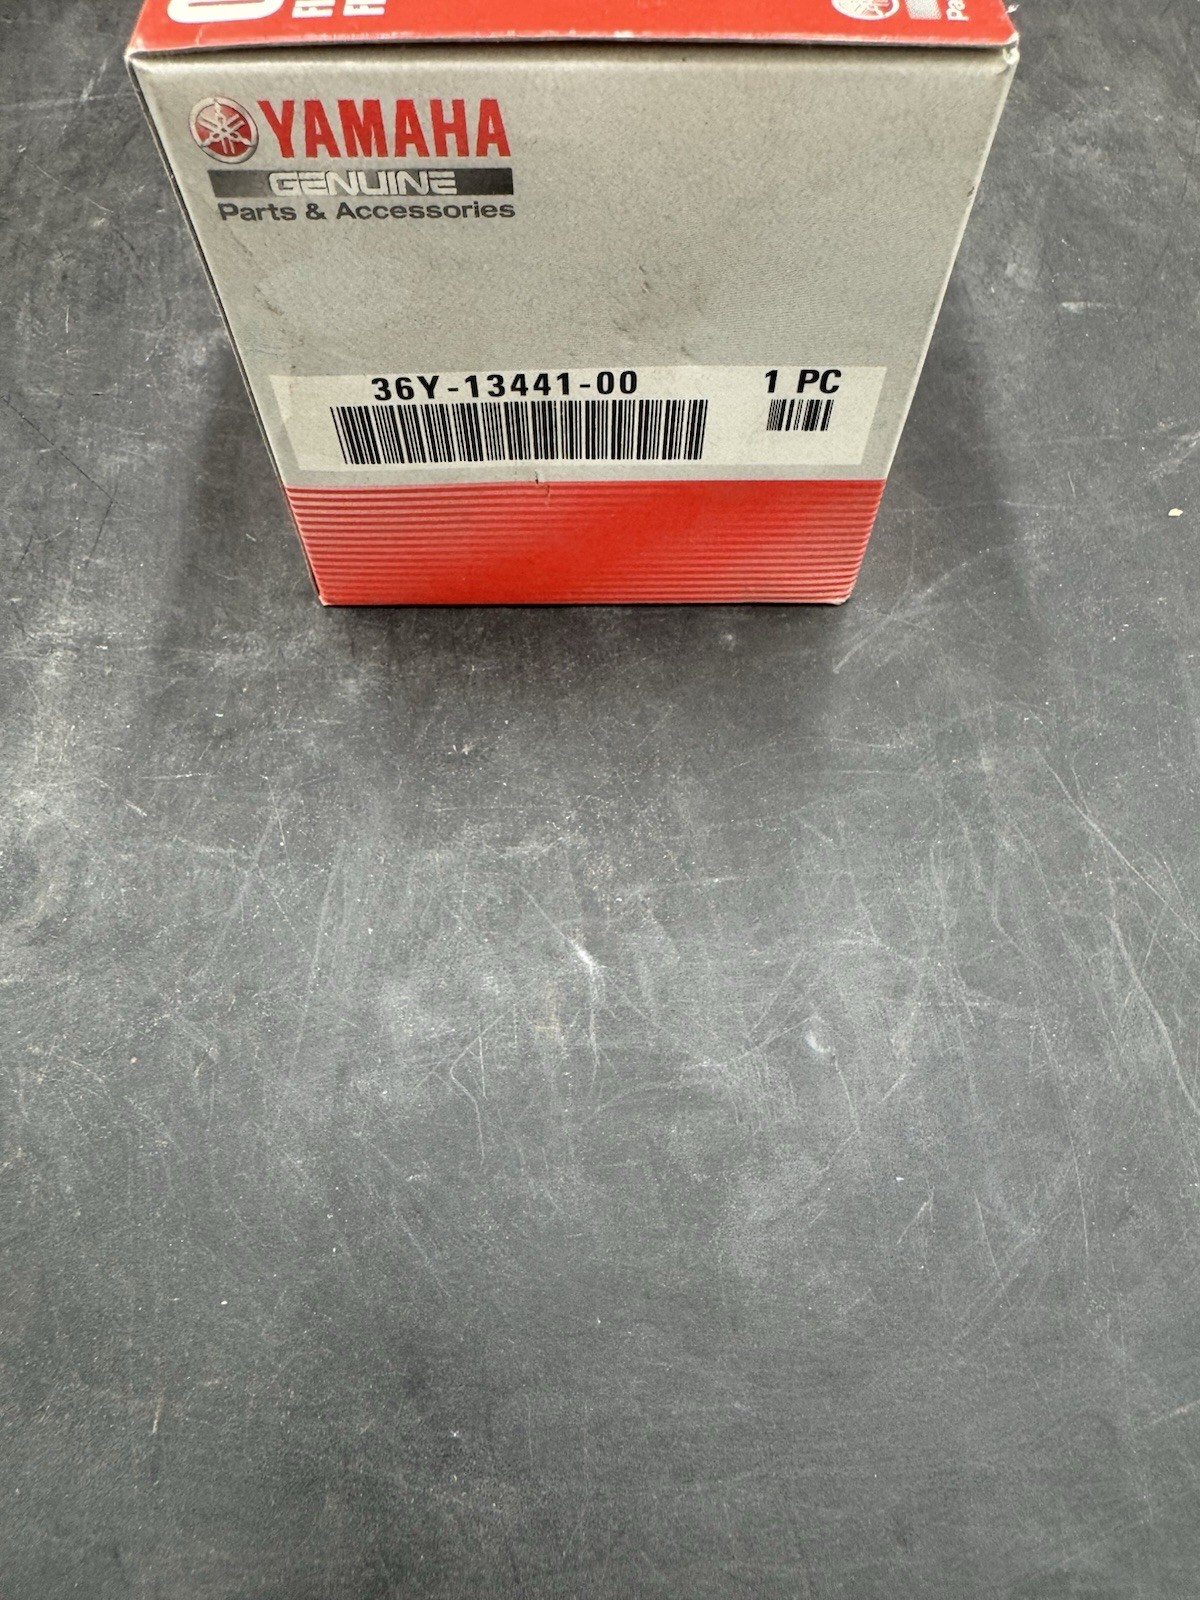 YAMAHA
GENUINE
Parts & Accessories
36Y-13441-00 1 PC